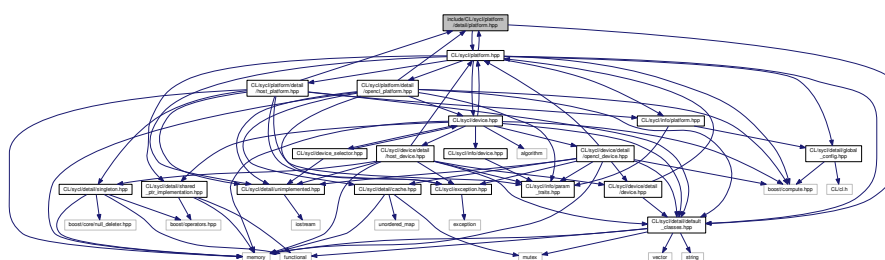 include/CL/sycl/platform
/detail/platform.hpp
CL/sycl/platform.hpp
CL/sycl/platform/detail
/host_platform.hpp
CL/sycl/platform/detail
/opencl_platform.hpp
CL/sycl/device.hpp
CL/sycl/info/platform.hpp
CL/sycl/device_selector.hpp
CL/sycl/device/detail
/host_device.hpp
CL/sycl/info/device.hpp
algorithm
CL/sycl/device/detail
/opencl_device.hpp
CL/sycl/detail/global
_config.hpp
CL/sycl/detail/singleton.hpp
CL/sycl/detail/shared
_ptr_implementation.hpp
CL/sycl/detail/unimplemented.hpp
CL/sycl/detail/cache.hpp
CL/sycl/exception.hpp
CL/sycl/info/param
_traits.hpp
CL/sycl/device/detail
/device.hpp
boost/compute.hpp
CL/cl.h
boost/core/null_deleter.hpp
boost/operators.hpp
iostream
unordered_map
exception
CL/sycl/detail/default
_classes.hpp
memory
functional
mutex
vector
string